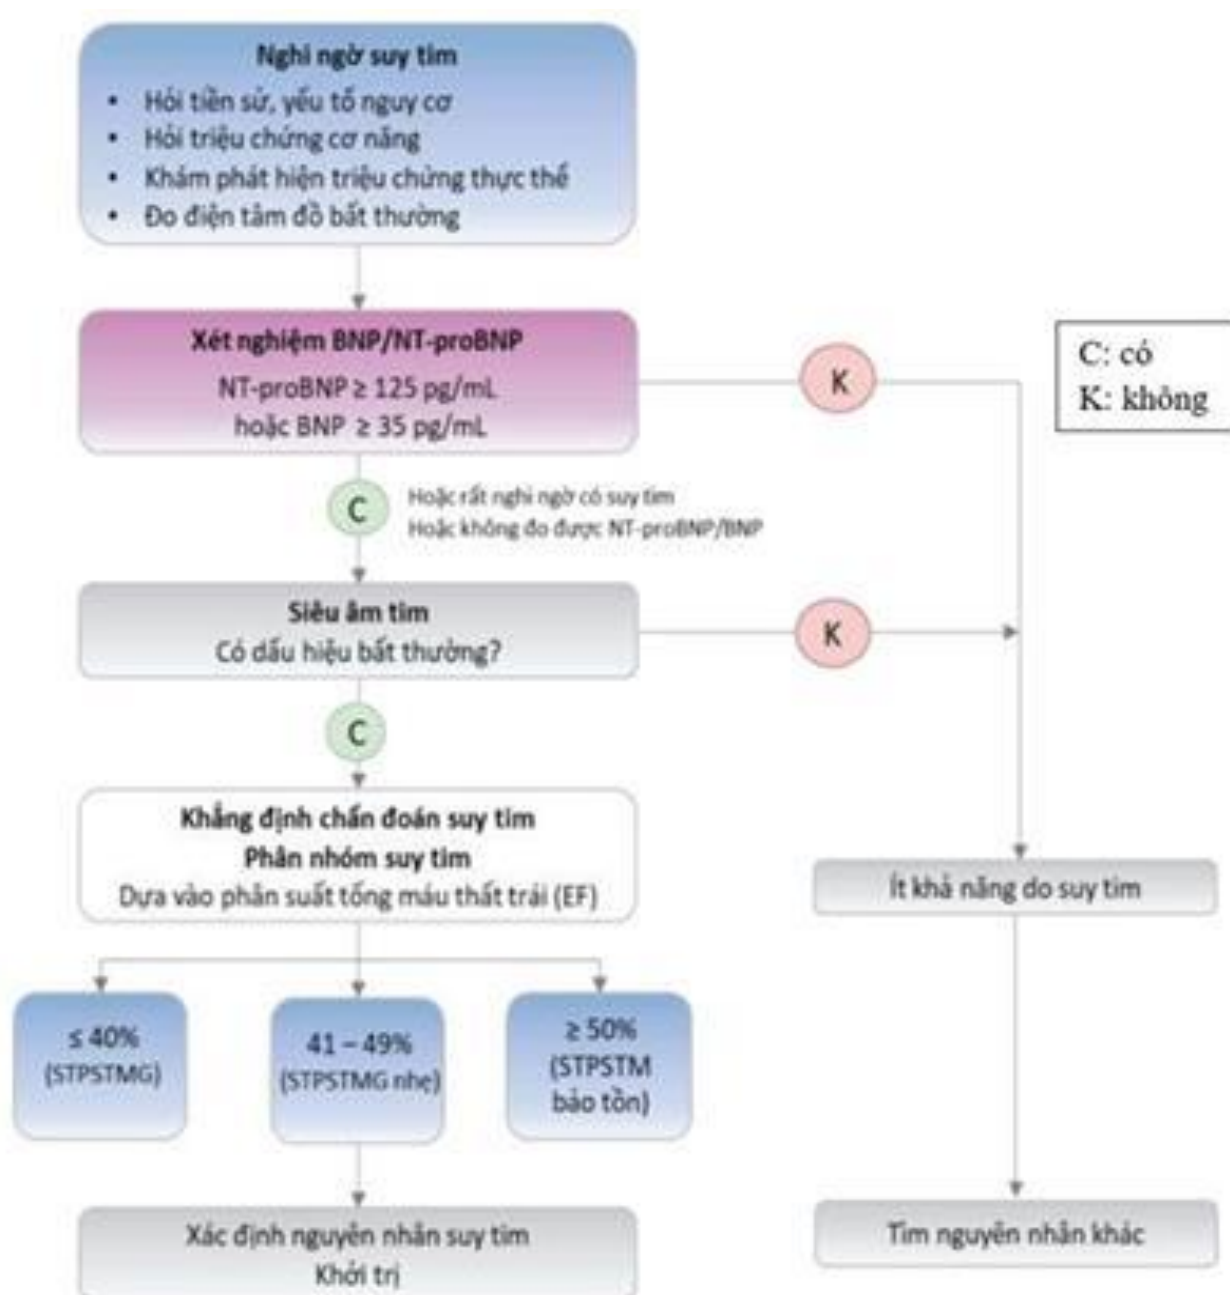 Nghi ngờ suy tim
• Hỏi tiền sử, yếu tố nguy cơ
• Hỏi triệu chứng cơ năng
• Khám phát hiện triệu chứng thực thể
• Đo điện tâm đồ bất thường
Xét nghiệm BNP/NT-proBNP
NT-proBNP ≥ 125 pg/mL
hoặc BNP ≥ 35 pg/mL
K
C: có
K: không
C
Hoặc rất nghi ngờ có suy tim
Hoặc không đo được NT-proBNP/BNP
Siêu âm tim
Có dấu hiệu bất thường?
K
C
Khẳng định chẩn đoán suy tim
Phân nhóm suy tim
Dựa vào phân suất tống máu thất trái (EF)
Ít khả năng do suy tim
≤ 40%
(STPSTMG)
41 – 49%
(STPSTMG nhẹ)
≥ 50%
(STPSTM
bảo tồn)
Xác định nguyên nhân suy tim
Khởi trị
Tìm nguyên nhân khác